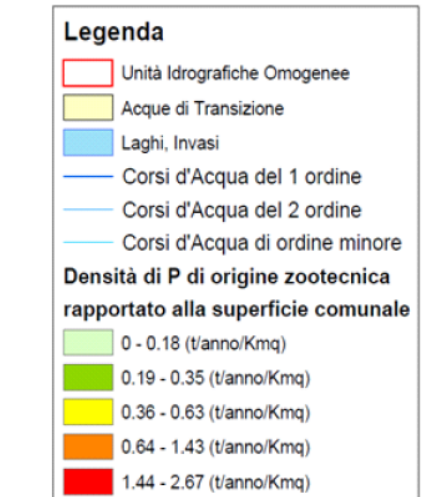 Legenda
Unità Idrografiche Omogenee
Acque di Transizione
Laghi, Invasi
Corsi d'Acqua del 1 ordine
Corsi d'Acqua del 2 ordine
Corsi d'Acqua di ordine minore
Densità di P di origine zootecnica
rapportato alla superficie comunale
0 - 0.18 (t/anno/Kmq)
0.19 - 0.35 (t/anno/Kmq)
0.36 - 0.63 (t/anno/Kmq)
0.64 - 1.43 (t/anno/Kmq)
1.44 - 2.67 (t/anno/Kmq)